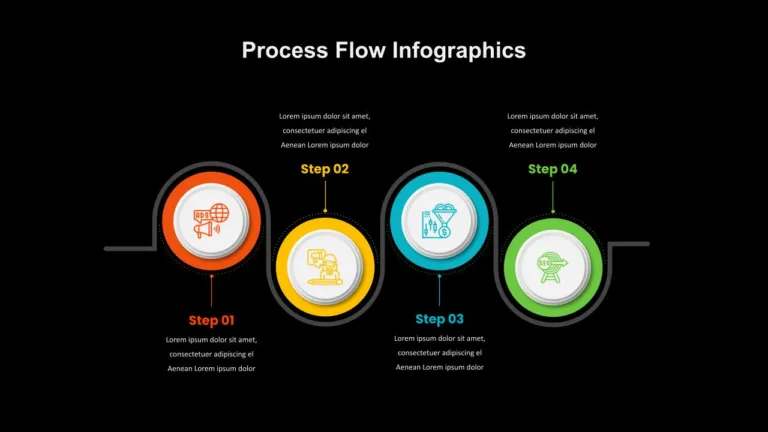 Process Flow Infographics
ADS
Step 01
Lorem ipsum dolor sit amet,
consectetuer adipiscing el
Aenean Lorem ipsum dolor
Lorem ipsum dolor sit amet,
consectetuer adipiscing el
Aenean Lorem ipsum dolor
Step 02
$
Step 03
Lorem ipsum dolor sit amet,
consectetuer adipiscing el
Aenean Lorem ipsum dolor
Lorem ipsum dolor sit amet,
consectetuer adipiscing el
Aenean Lorem ipsum dolor
Step 04
SEO